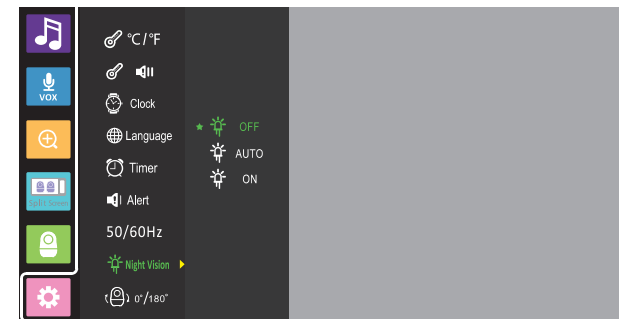 VOX
Split Screen
°C/°F
Clock
Language
Timer
Alert
50/60Hz
Night Vision
0°/180°
OFF
AUTO
ON